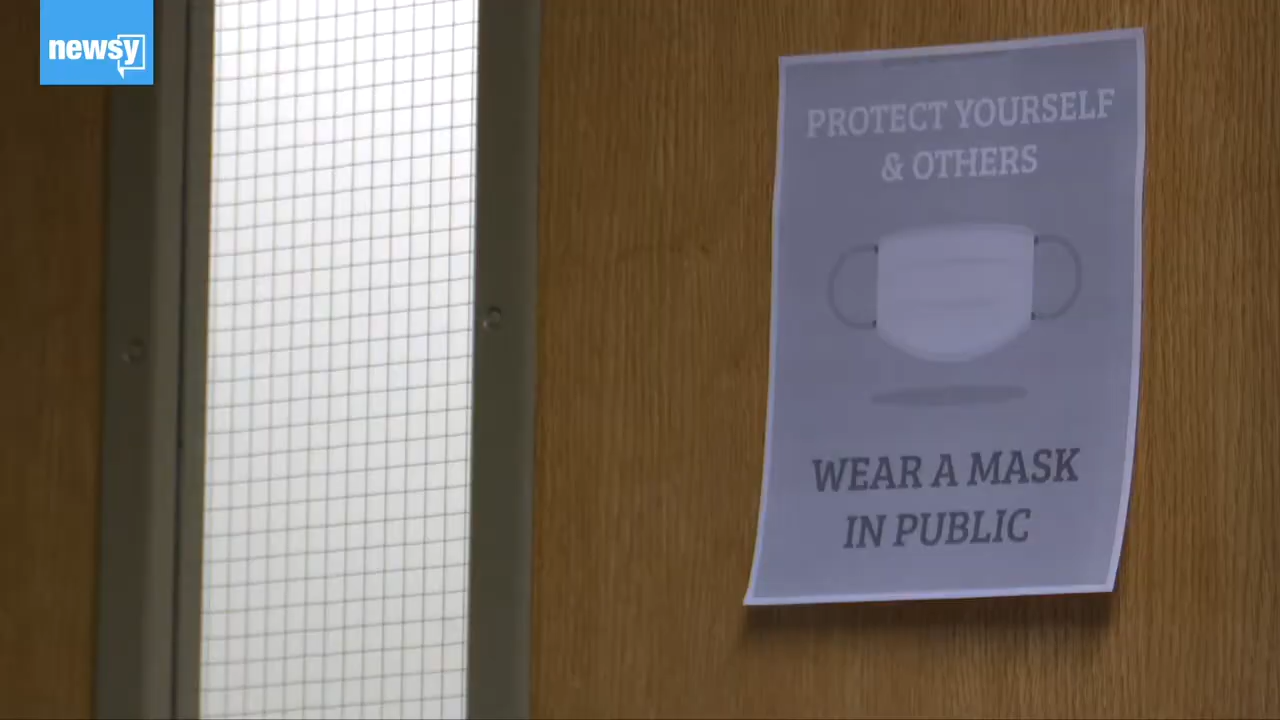 newsy
PROTECT YOURSELF
& OTHERS
WEAR A MASK
IN PUBLIC